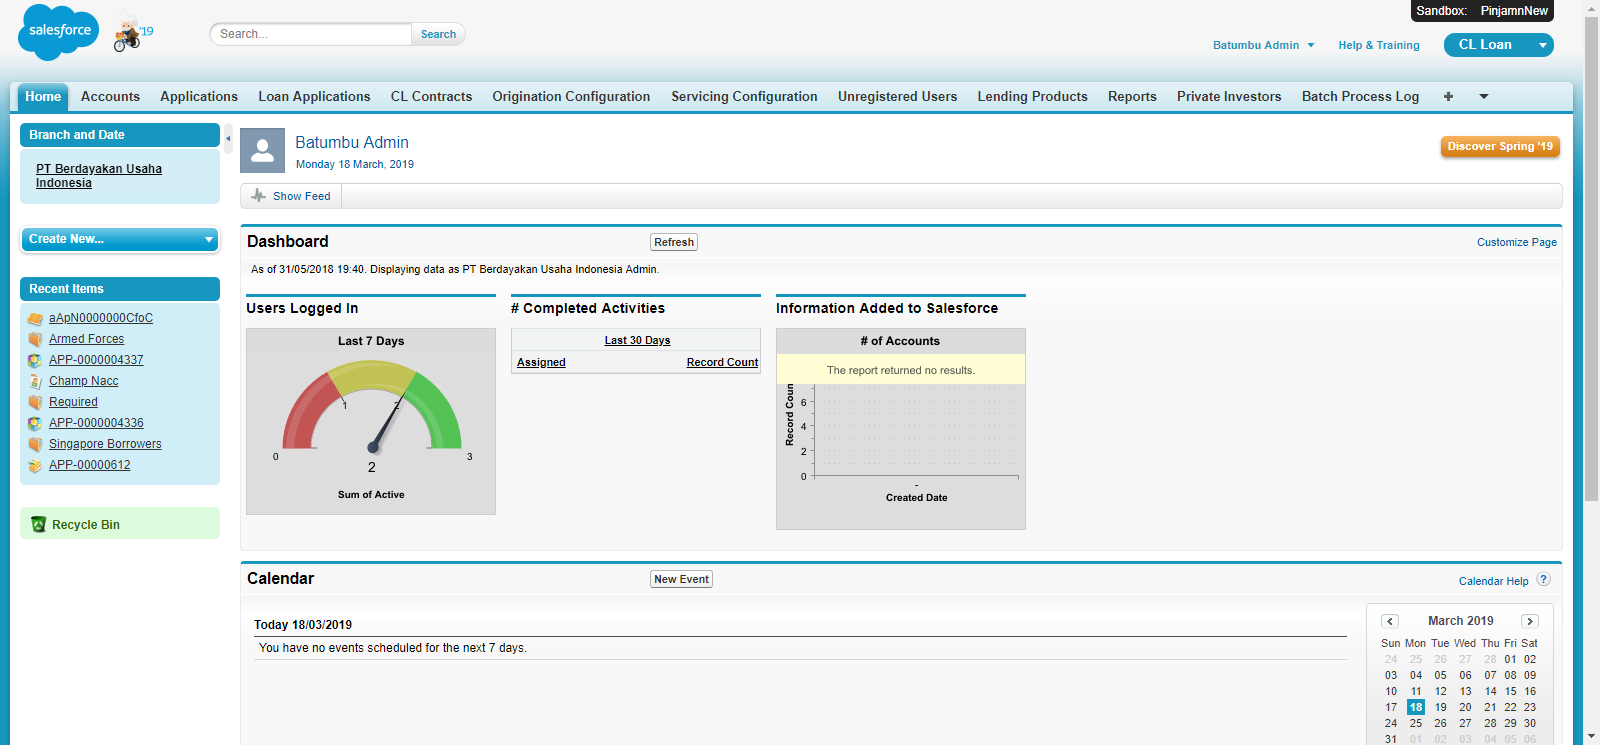 Sandbox: PinjamnNew
salesforce
'19
Search...
Search
Batumbu Admin
Help & Training
CL Loan
Home
Accounts
Applications
Loan Applications
CL Contracts
Origination Configuration
Servicing Configuration
Unregistered Users
Lending Products
Reports
Private Investors
Batch Process Log
+
Branch and Date
PT Berdayakan Usaha
Indonesia
Create New...
Recent Items
aApN0000000CfoC
Armed Forces
APP-0000004337
Champ Nacc
Required
APP-0000004336
Singapore Borrowers
APP-00000612
Recycle Bin
Batumbu Admin
Monday 18 March, 2019
Discover Spring '19
Show Feed
Dashboard
Refresh
Customize Page
As of 31/05/2018 19:40. Displaying data as PT Berdayakan Usaha Indonesia Admin.
Users Logged In
Last 7 Days
0
1
2
3
2
Sum of Active
# Completed Activities
Last 30 Days
Assigned Record Count
Information Added to Salesforce
# of Accounts
The report returned no results.
Record Coun
6
4
2
0
-
Created Date
Calendar
New Event
Calendar Help ?
Today 18/03/2019
You have no events scheduled for the next 7 days.
March 2019
Sun Mon Tue Wed Thu Fri Sat
24 25 26 27 28 01 02
03 04 05 06 07 08 09
10 11 12 13 14 15 16
17 18 19 20 21 22 23
24 25 26 27 28 29 30
31 01 02 03 04 05 06